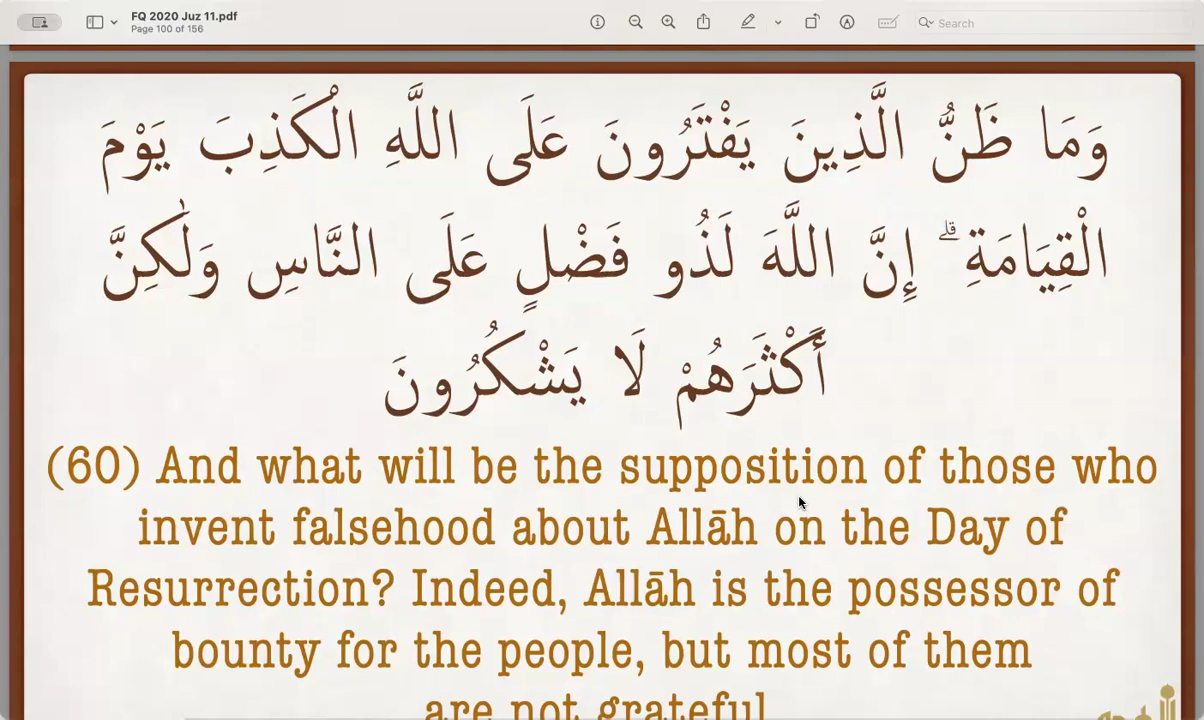 FQ 2020 Juz 11.pdf
Page 100 of 156
Search
وَمَا ظَنُّ الَّذِينَ يَفْتَرُونَ عَلَى اللَّهِ الْكَذِبَ يَوْمَ
الْقِيَامَةِ ۗ إِنَّ اللَّهَ لَذُو فَضْلٍ عَلَى النَّاسِ وَلَٰكِنَّ
أَكْثَرَهُمْ لَا يَشْكُرُونَ
(60) And what will be the supposition of those who
invent falsehood about Allāh on the Day of
Resurrection? Indeed, Allāh is the possessor of
bounty for the people, but most of them
are not grateful